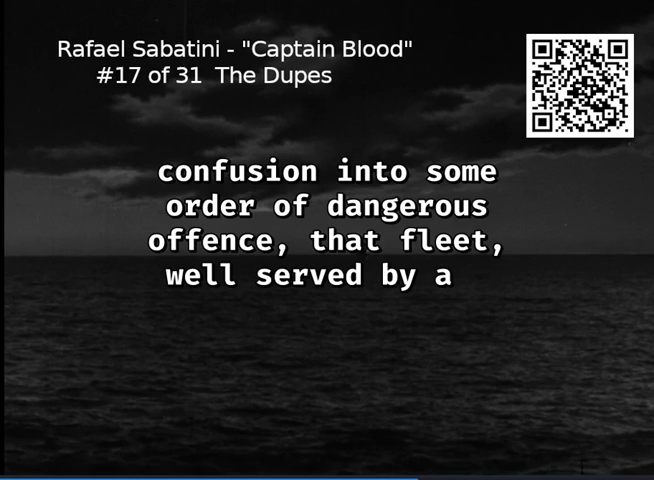 Rafael Sabatini - "Captain Blood"
#17 of 31 The Dupes
confusion into some
order of dangerous
offence, that fleet,
well served by a